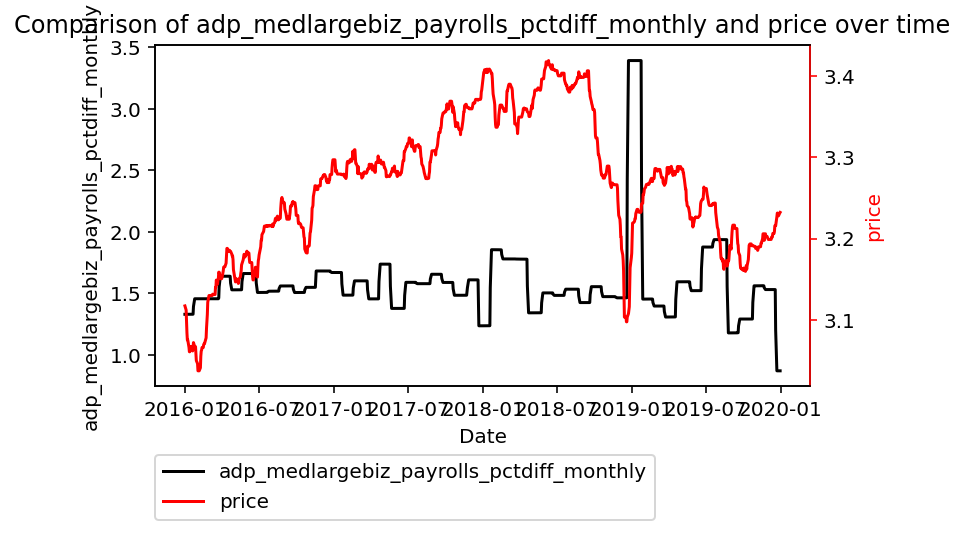 Comparison of adp_medlargebiz_payrolls_pctdiff_monthly and price over time
adp_medlargebiz_payrolls_pctdiff_monthly
3.5
3.0
2.5
2.0
1.5
1.0
3.4
3.3
3.2
3.1
price
2016-01 2016-07 2017-01 2017-07 2018-01 2018-07 2019-01 2019-07 2020-01
Date
adp_medlargebiz_payrolls_pctdiff_monthly
price